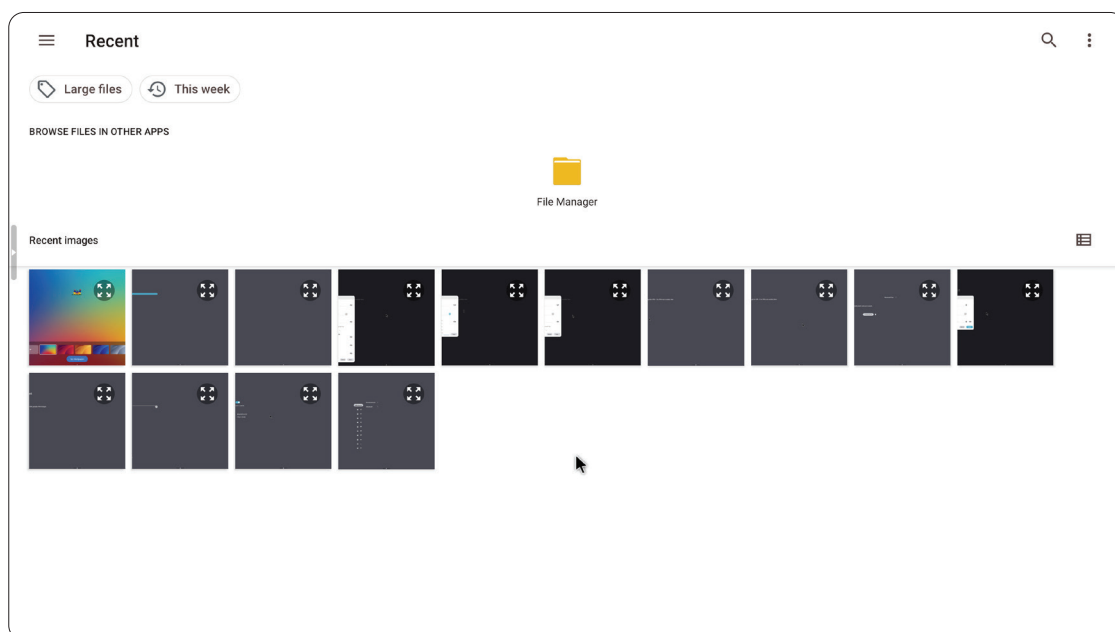 Recent
Large files
This week
BROWSE FILES IN OTHER APPS
File Manager
Recent images